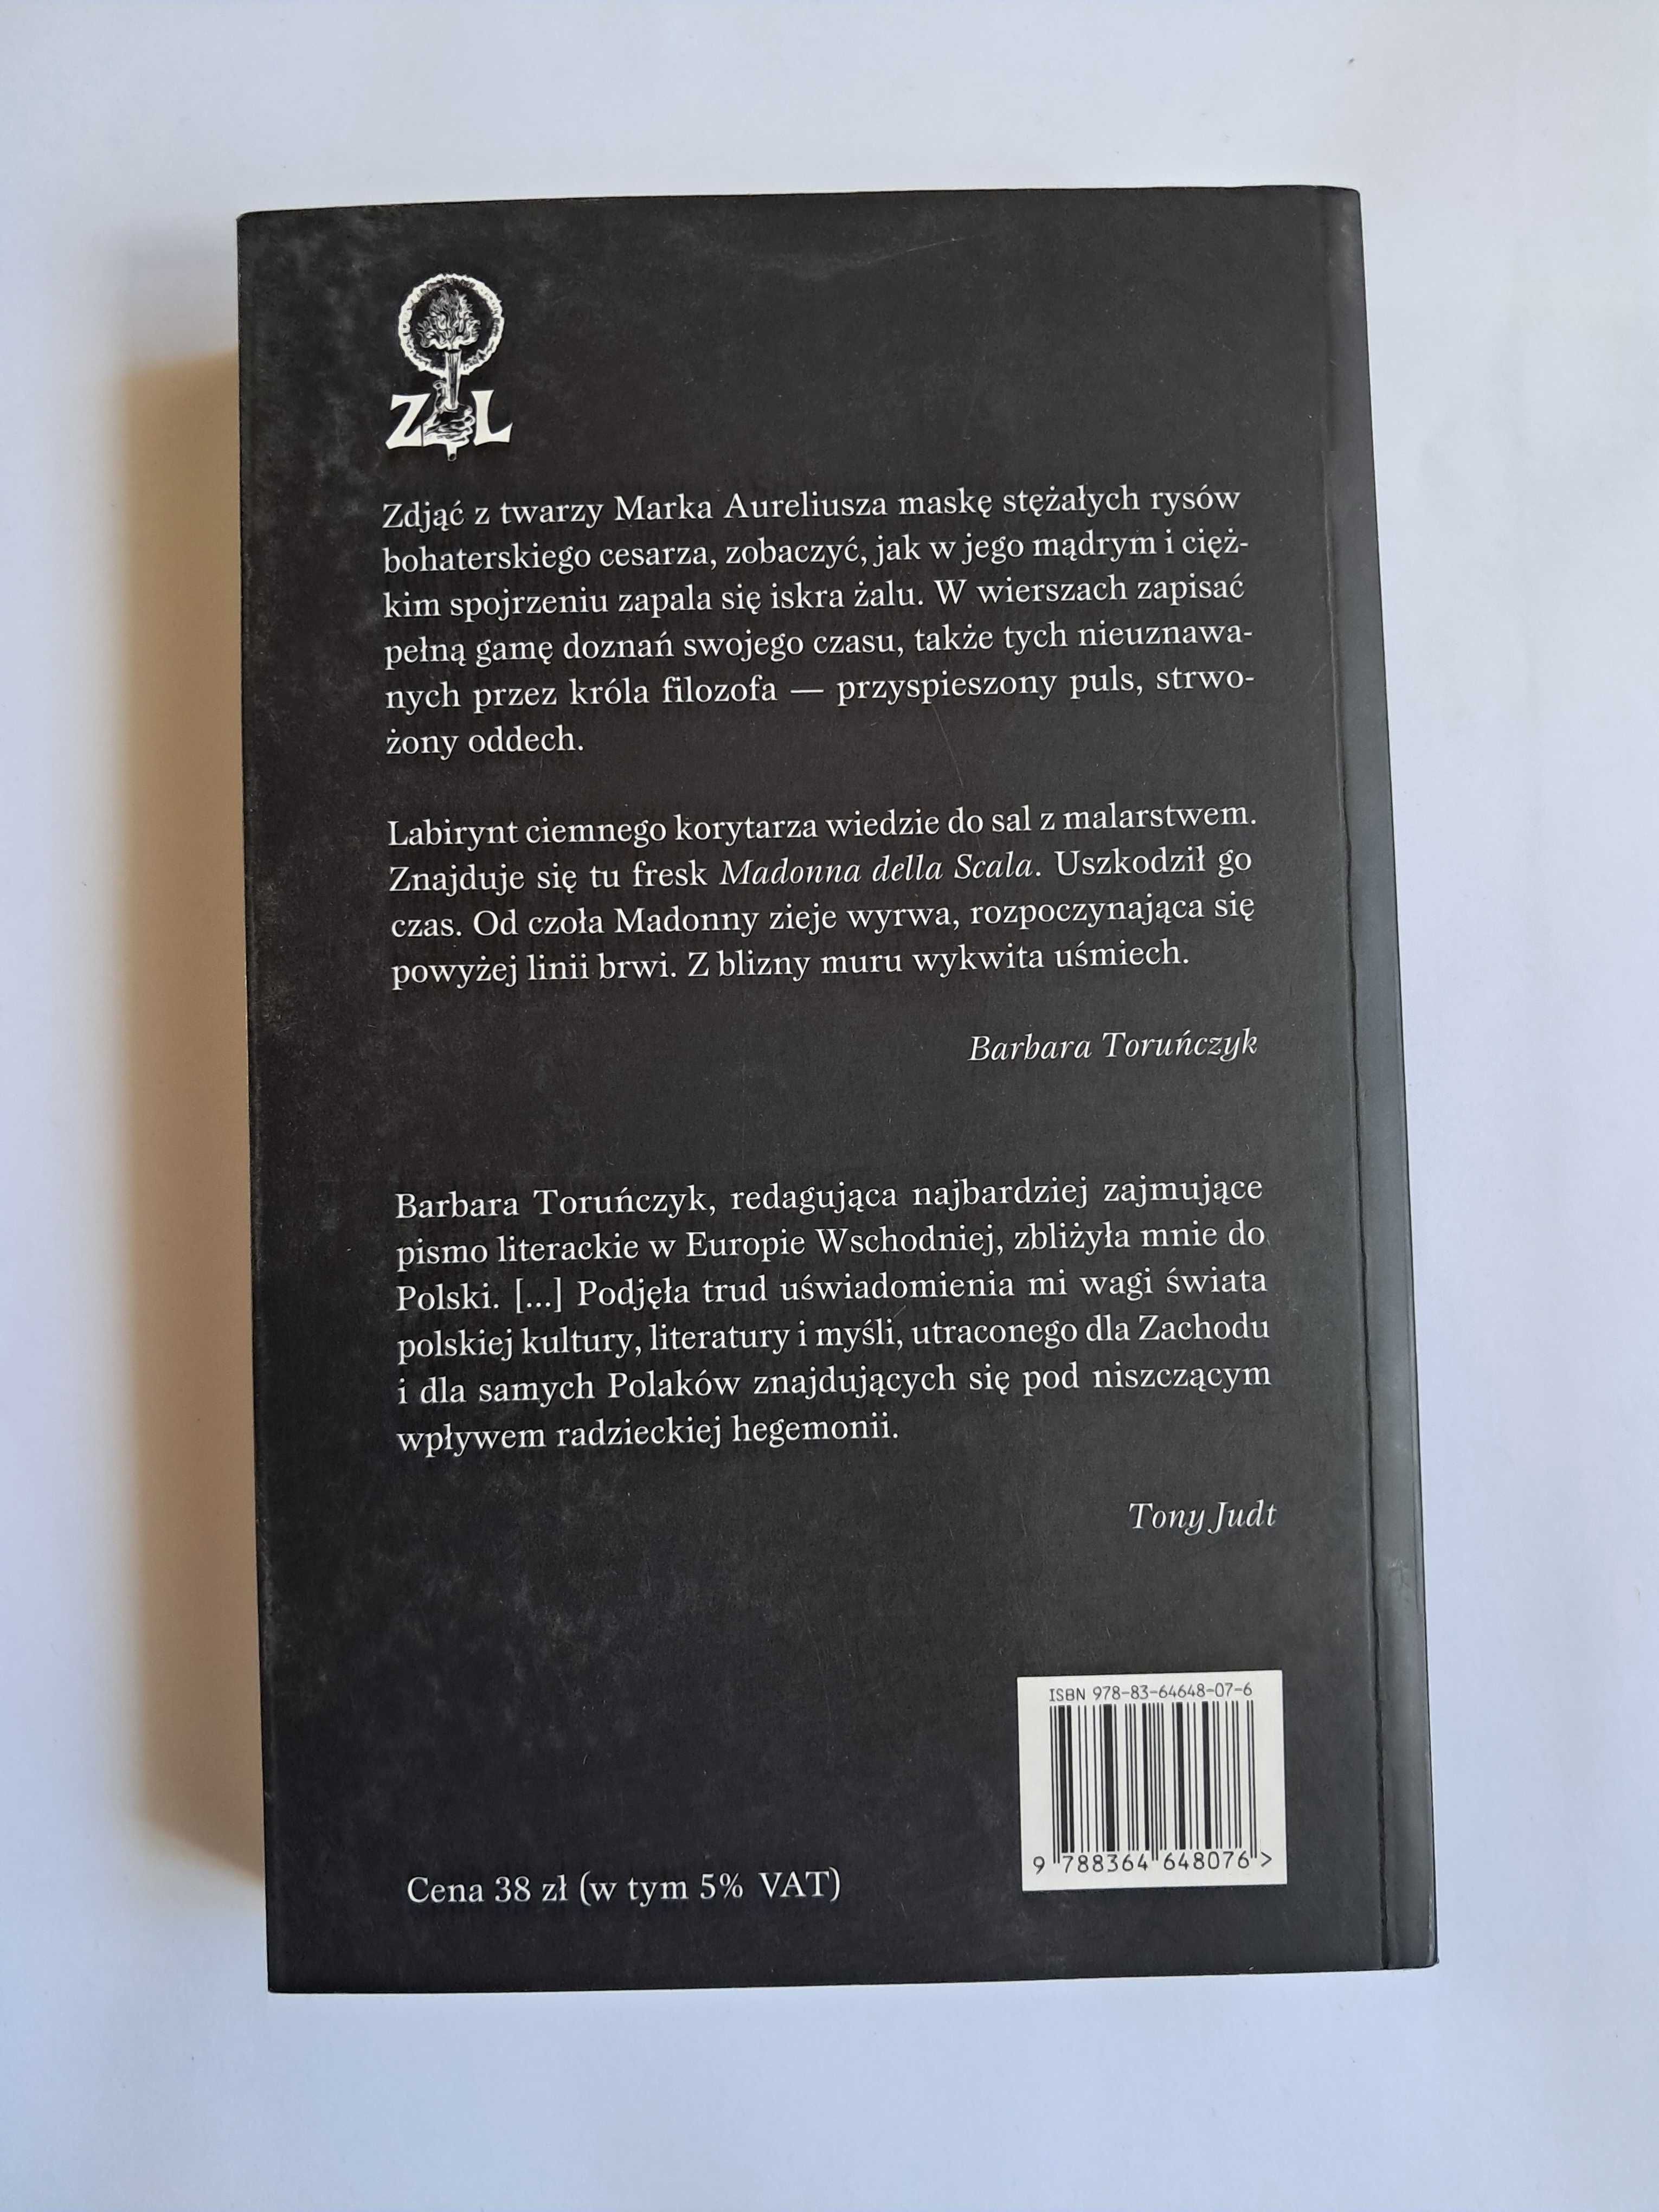 Z L
Zdjąć z twarzy Marka Aureliusza maskę stężałych rysów
bohaterskiego cesarza, zobaczyć, jak w jego mądrym i cięż-
kim spojrzeniu zapala się iskra żalu. W wierszach zapisać
pełną gamę doznań swojego czasu, także tych nieuznawa-
nych przez króla filozofa — przyspieszony puls, strwo-
żony oddech.
Labirynt ciemnego korytarza wiedzie do sal z malarstwem.
Znajduje się tu fresk Madonna della Scala. Uszkodził go
czas. Od czoła Madonny zieje wyrwa, rozpoczynająca się
powyżej linii brwi. Z blizny muru wykwita uśmiech.
Barbara Toruńczyk
Barbara Toruńczyk, redagująca najbardziej zajmujące
pismo literackie w Europie Wschodniej, zbliżyła mnie do
Polski. [...] Podjęła trud uświadomienia mi wagi świata
polskiej kultury, literatury i myśli, utraconego dla Zachodu
i dla samych Polaków znajdujących się pod niszczącym
wpływem radzieckiej hegemonii.
Tony Judt
ISBN 978-83-64648-07-6
9 788364 648076 >
Cena 38 zł (w tym 5% VAT)